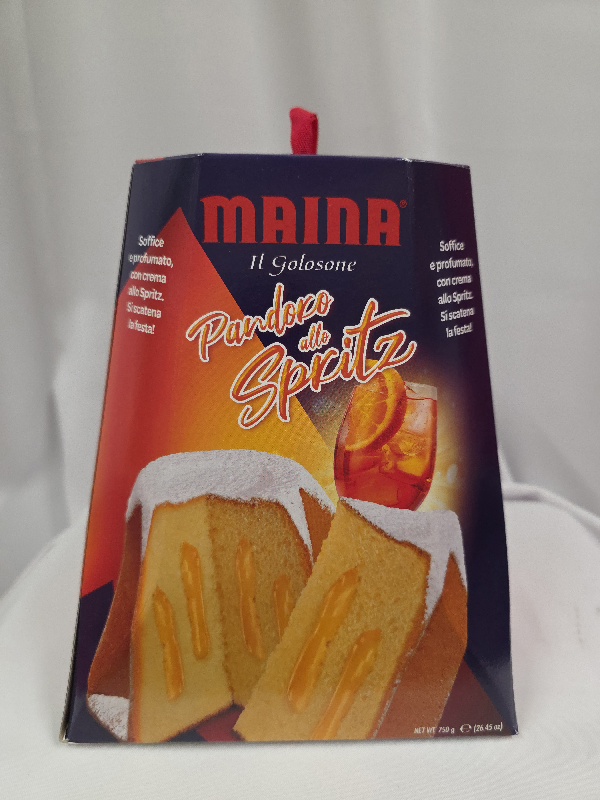 MAINA®
Il Golosone
Pandoro
allo
Spritz
Soffice
e profumato,
con crema
allo Spritz.
Si scatena
la festa!
Soffice
e profumato,
con crema
allo Spritz.
Si scatena
la festa!
NET WT 750 g ℮ (26.45 oz)